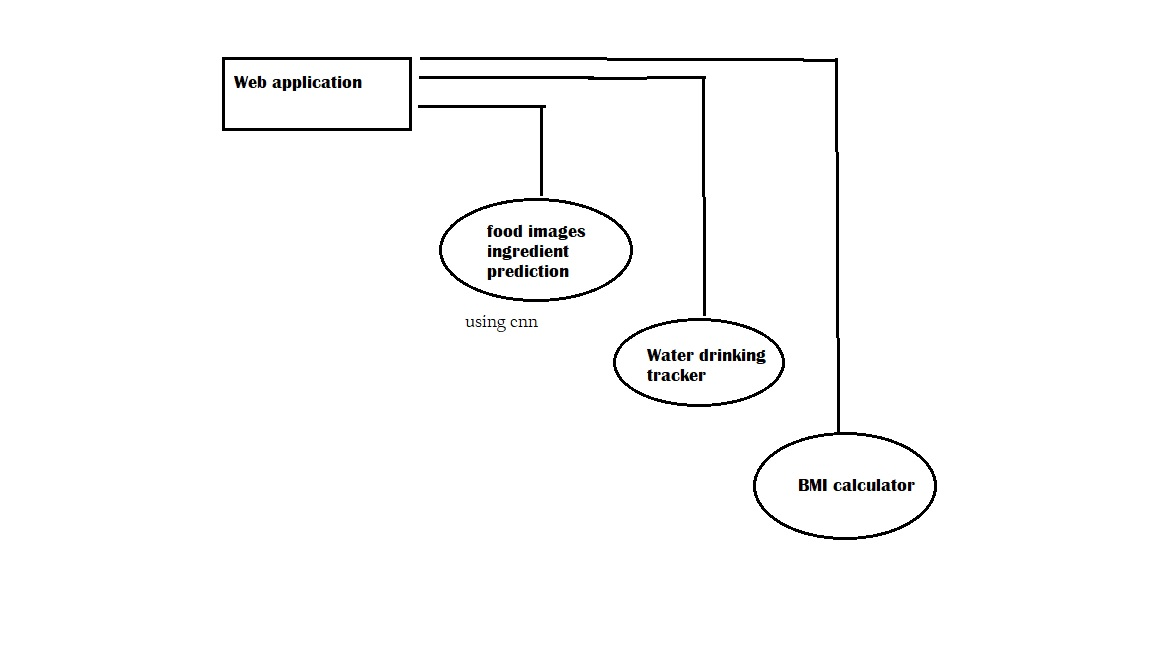 Web application
food images
ingredient
prediction
using cnn
Water drinking
tracker
BMI calculator